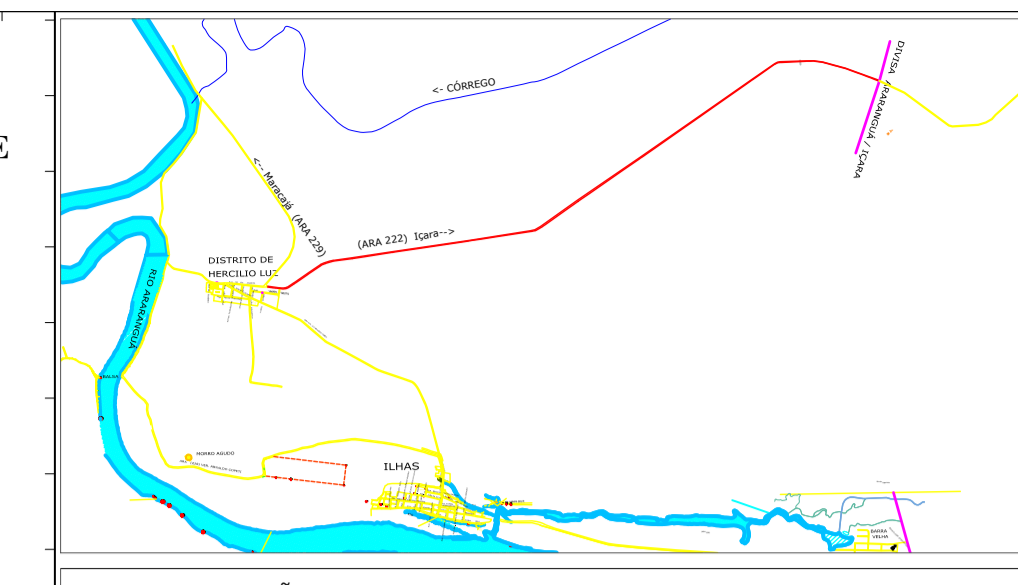 E
<- CÓRREGO
DIVISA ARARANGUÁ / IÇARA
<-- Maracajá (ARA 229)
(ARA 222) Içara-->
DISTRITO DE
HERCILIO LUZ
RIO ARARANGUÁ
BALSA
MORRO AGUDO
ILHAS
BARRA
VELHA